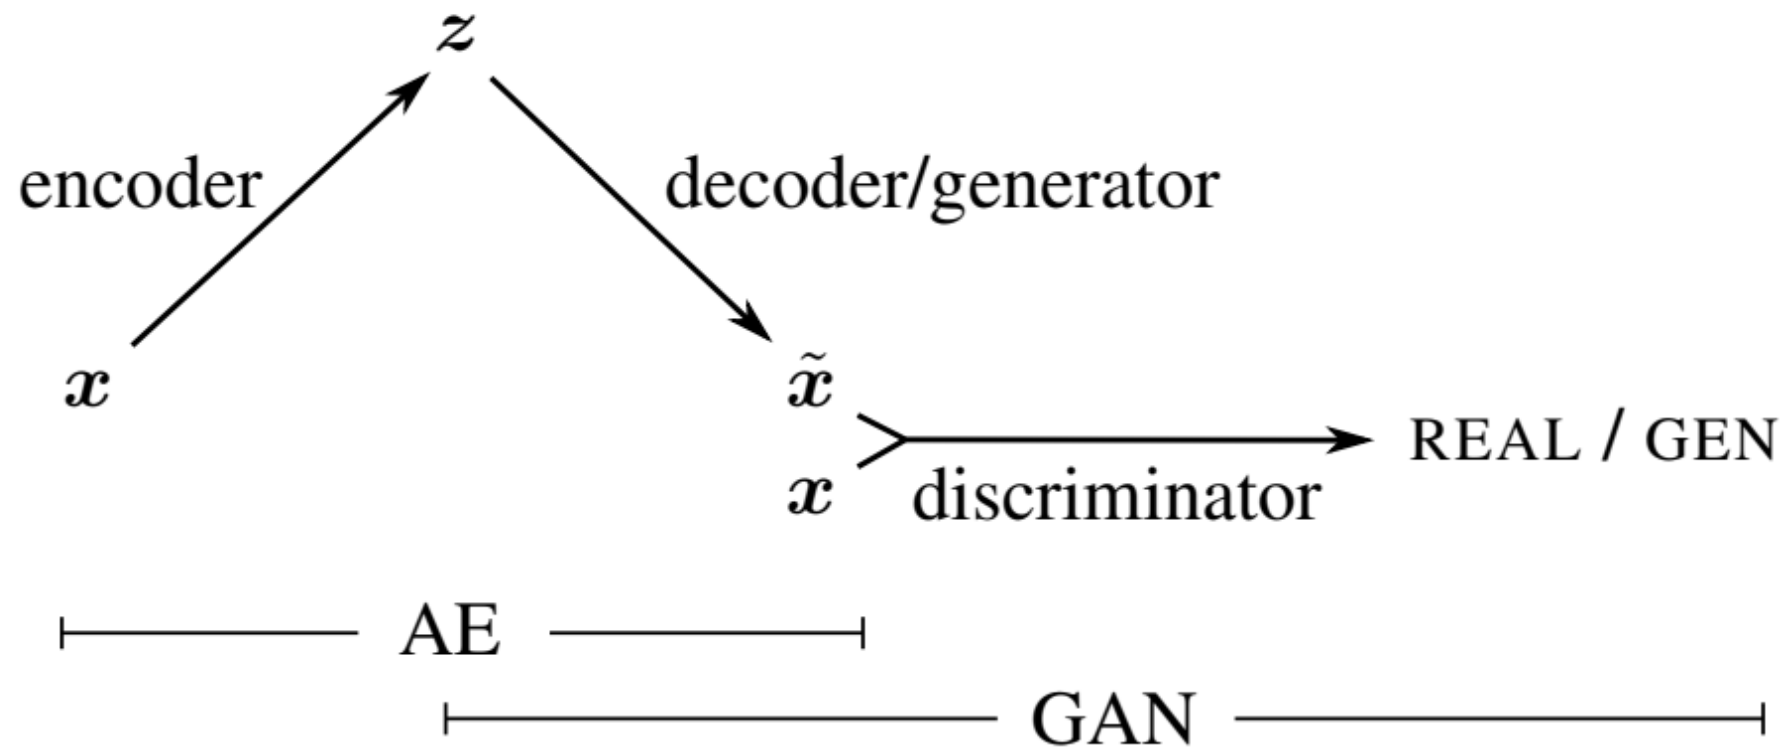 z
encoder
decoder/generator
x
x̃
x
discriminator
REAL / GEN
AE
GAN